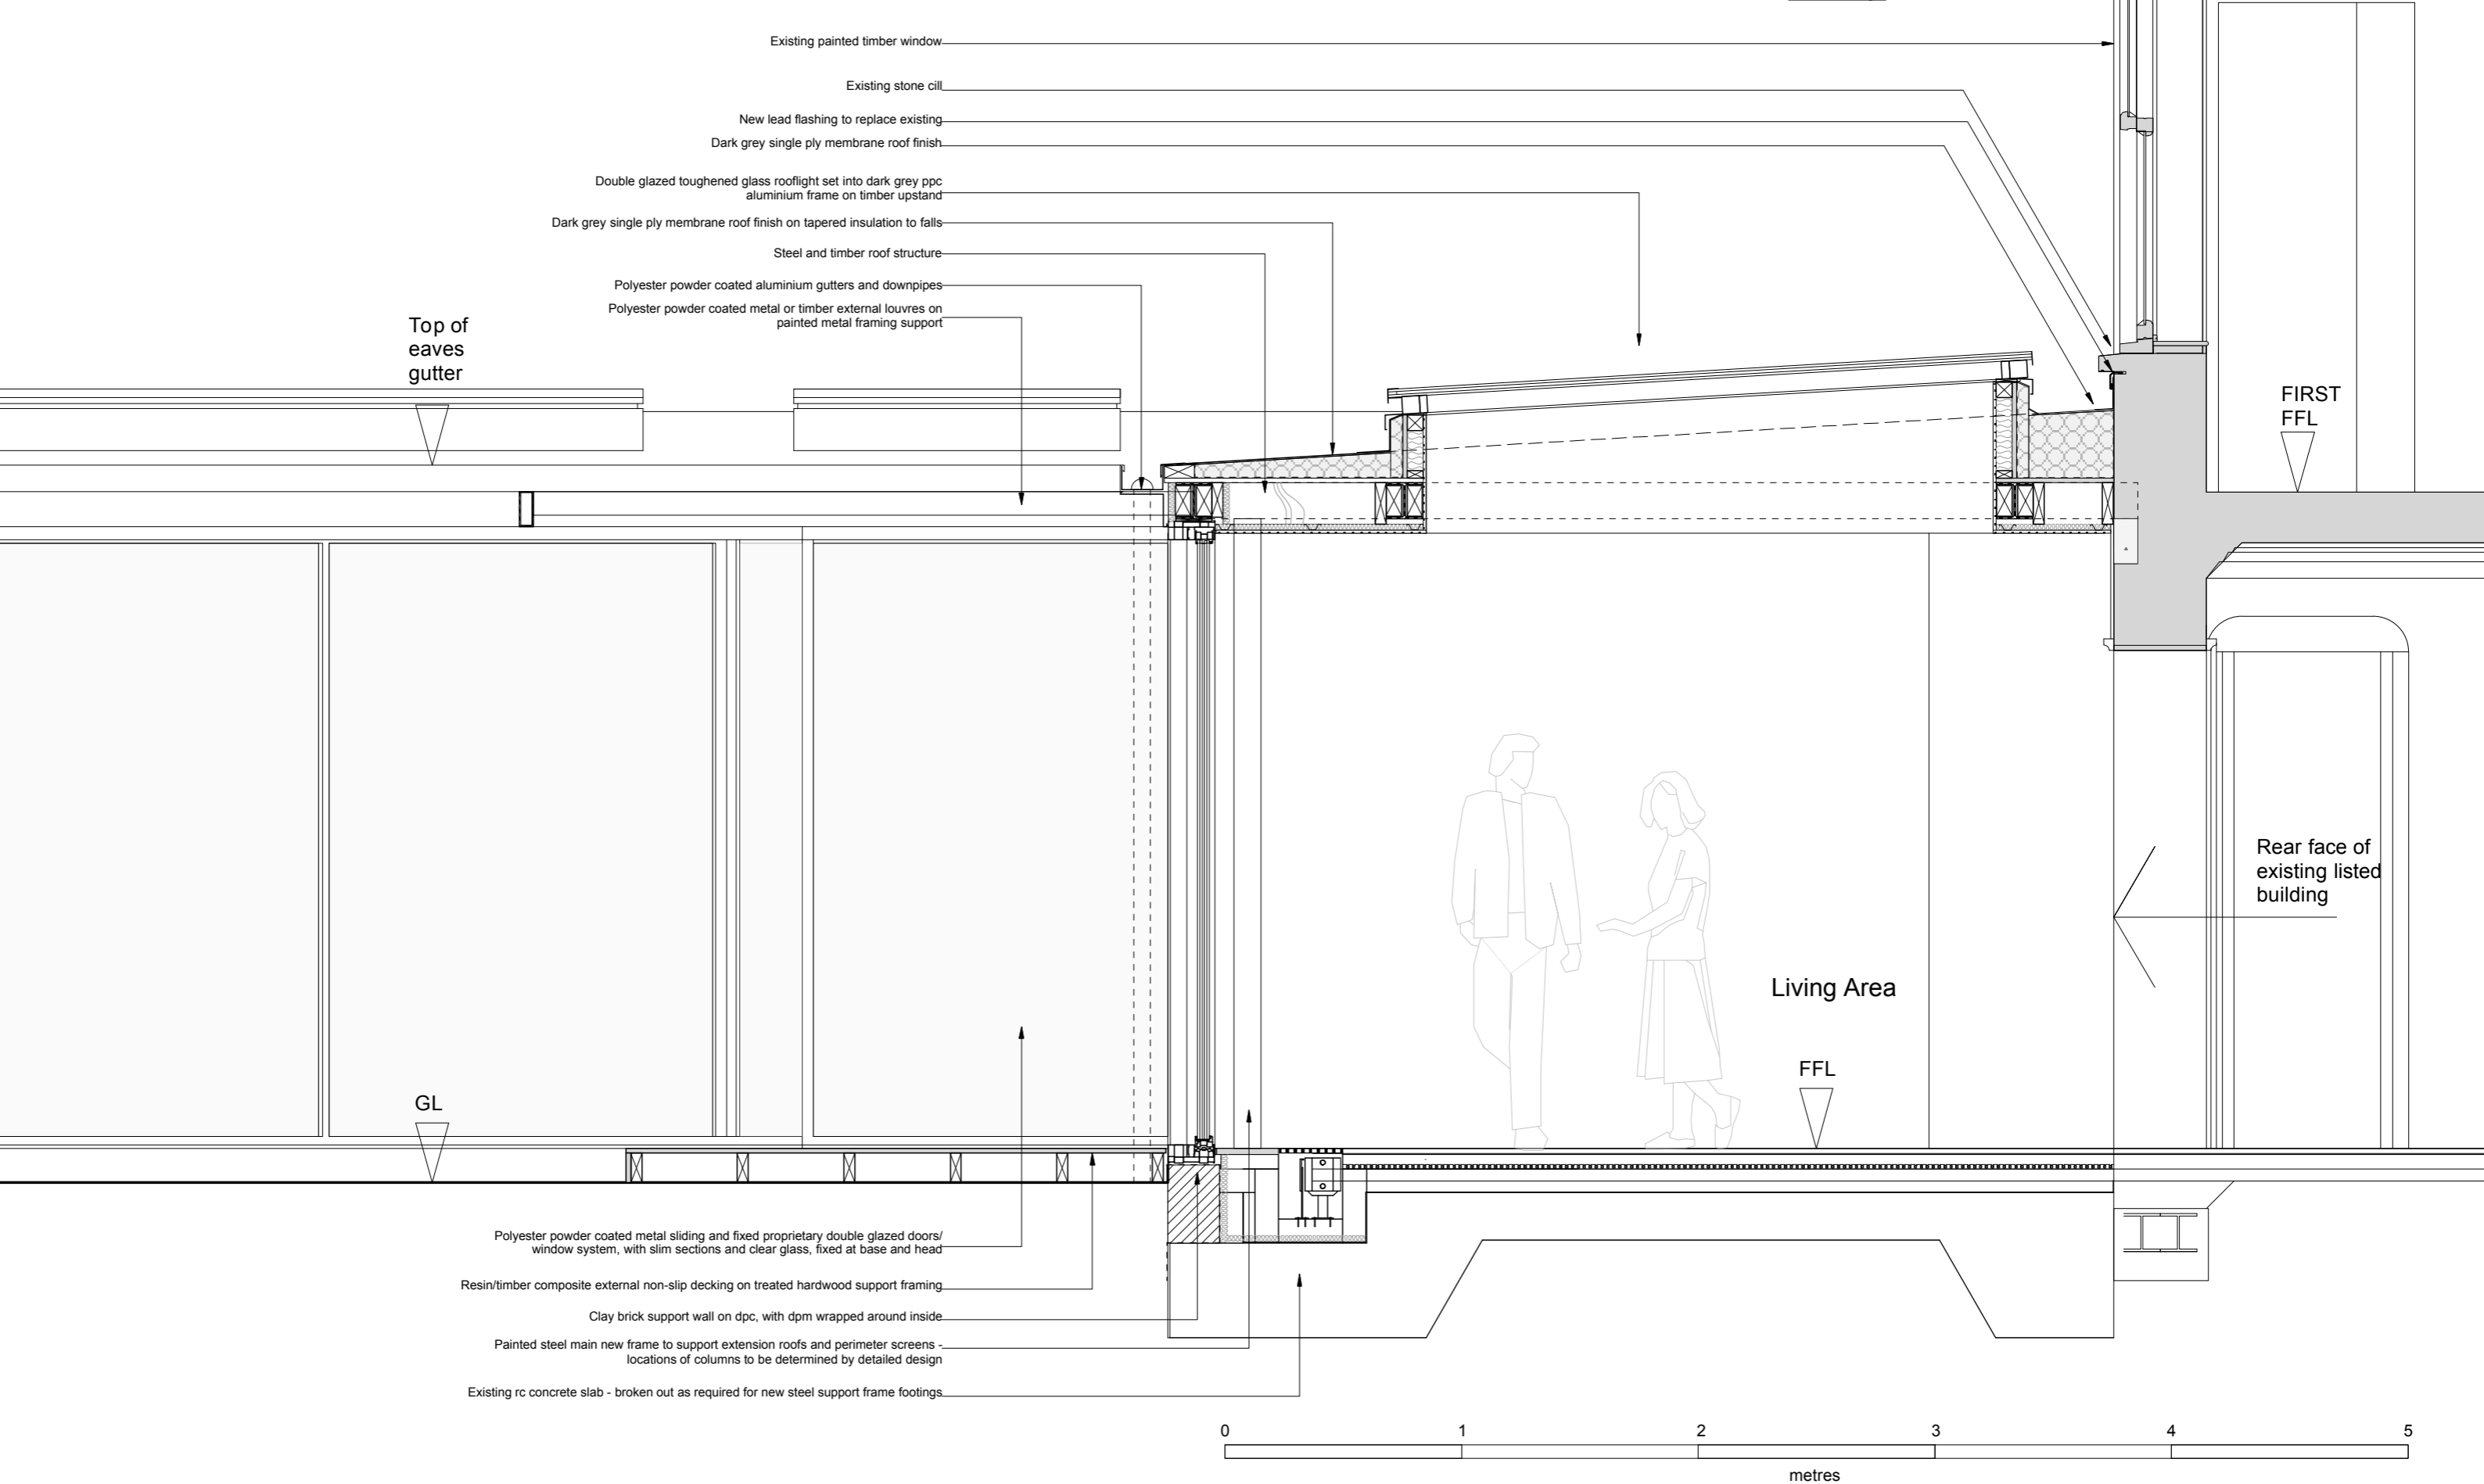 Existing painted timber window
Existing stone cill
New lead flashing to replace existing
Dark grey single ply membrane roof finish
Double glazed toughened glass rooflight set into dark grey ppc
aluminium frame on timber upstand
Dark grey single ply membrane roof finish on tapered insulation to falls
Steel and timber roof structure
Polyester powder coated aluminium gutters and downpipes
Polyester powder coated metal or timber external louvres on
painted metal framing support
Top of
eaves
gutter
FIRST
FFL
Rear face of
existing listed
building
Living Area
FFL
GL
Polyester powder coated metal sliding and fixed proprietary double glazed doors/
window system, with slim sections and clear glass, fixed at base and head
Resin/timber composite external non-slip decking on treated hardwood support framing
Clay brick support wall on dpc, with dpm wrapped around inside
Painted steel main new frame to support extension roofs and perimeter screens -
locations of columns to be determined by detailed design
Existing rc concrete slab - broken out as required for new steel support frame footings
0 1 2 3 4 5
metres